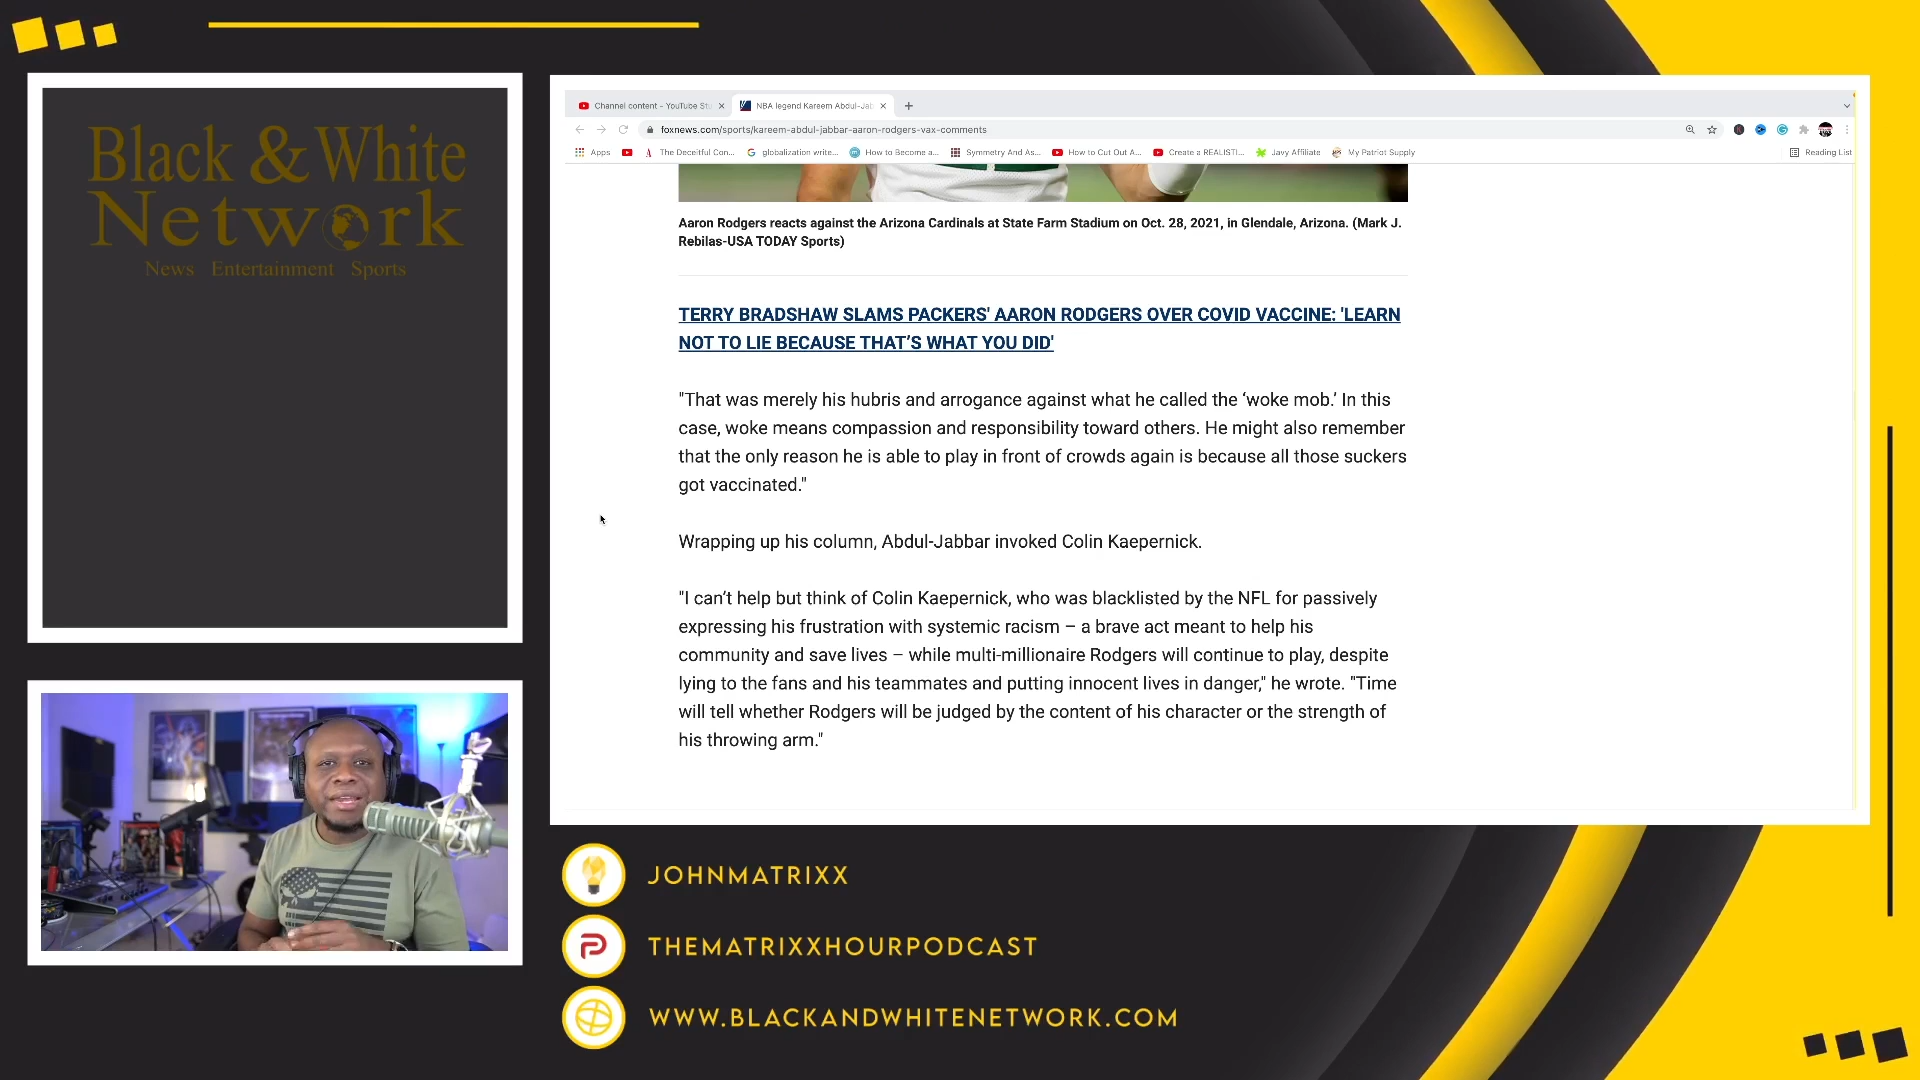 Black & White
Network
News Entertainment Sports
Channel content - YouTube Stu
NBA legend Kareem Abdul-Jab
foxnews.com/sports/kareem-abdul-jabbar-aaron-rodgers-vax-comments
Apps
The Deceitful Con...
globalization write...
How to Become a...
Symmetry And As...
How to Cut Out A...
Create a REALISTI...
Javy Affiliate
My Patriot Supply
Reading List
Aaron Rodgers reacts against the Arizona Cardinals at State Farm Stadium on Oct. 28, 2021, in Glendale, Arizona. (Mark J.
Rebilas-USA TODAY Sports)
TERRY BRADSHAW SLAMS PACKERS' AARON RODGERS OVER COVID VACCINE: 'LEARN
NOT TO LIE BECAUSE THAT’S WHAT YOU DID'
"That was merely his hubris and arrogance against what he called the ‘woke mob.’ In this
case, woke means compassion and responsibility toward others. He might also remember
that the only reason he is able to play in front of crowds again is because all those suckers
got vaccinated."
Wrapping up his column, Abdul-Jabbar invoked Colin Kaepernick.
"I can’t help but think of Colin Kaepernick, who was blacklisted by the NFL for passively
expressing his frustration with systemic racism – a brave act meant to help his
community and save lives – while multi-millionaire Rodgers will continue to play, despite
lying to the fans and his teammates and putting innocent lives in danger," he wrote. "Time
will tell whether Rodgers will be judged by the content of his character or the strength of
his throwing arm."
JOHNMATRIXX
THEMATRIXXHOURPODCAST
WWW.BLACKANDWHITENETWORK.COM